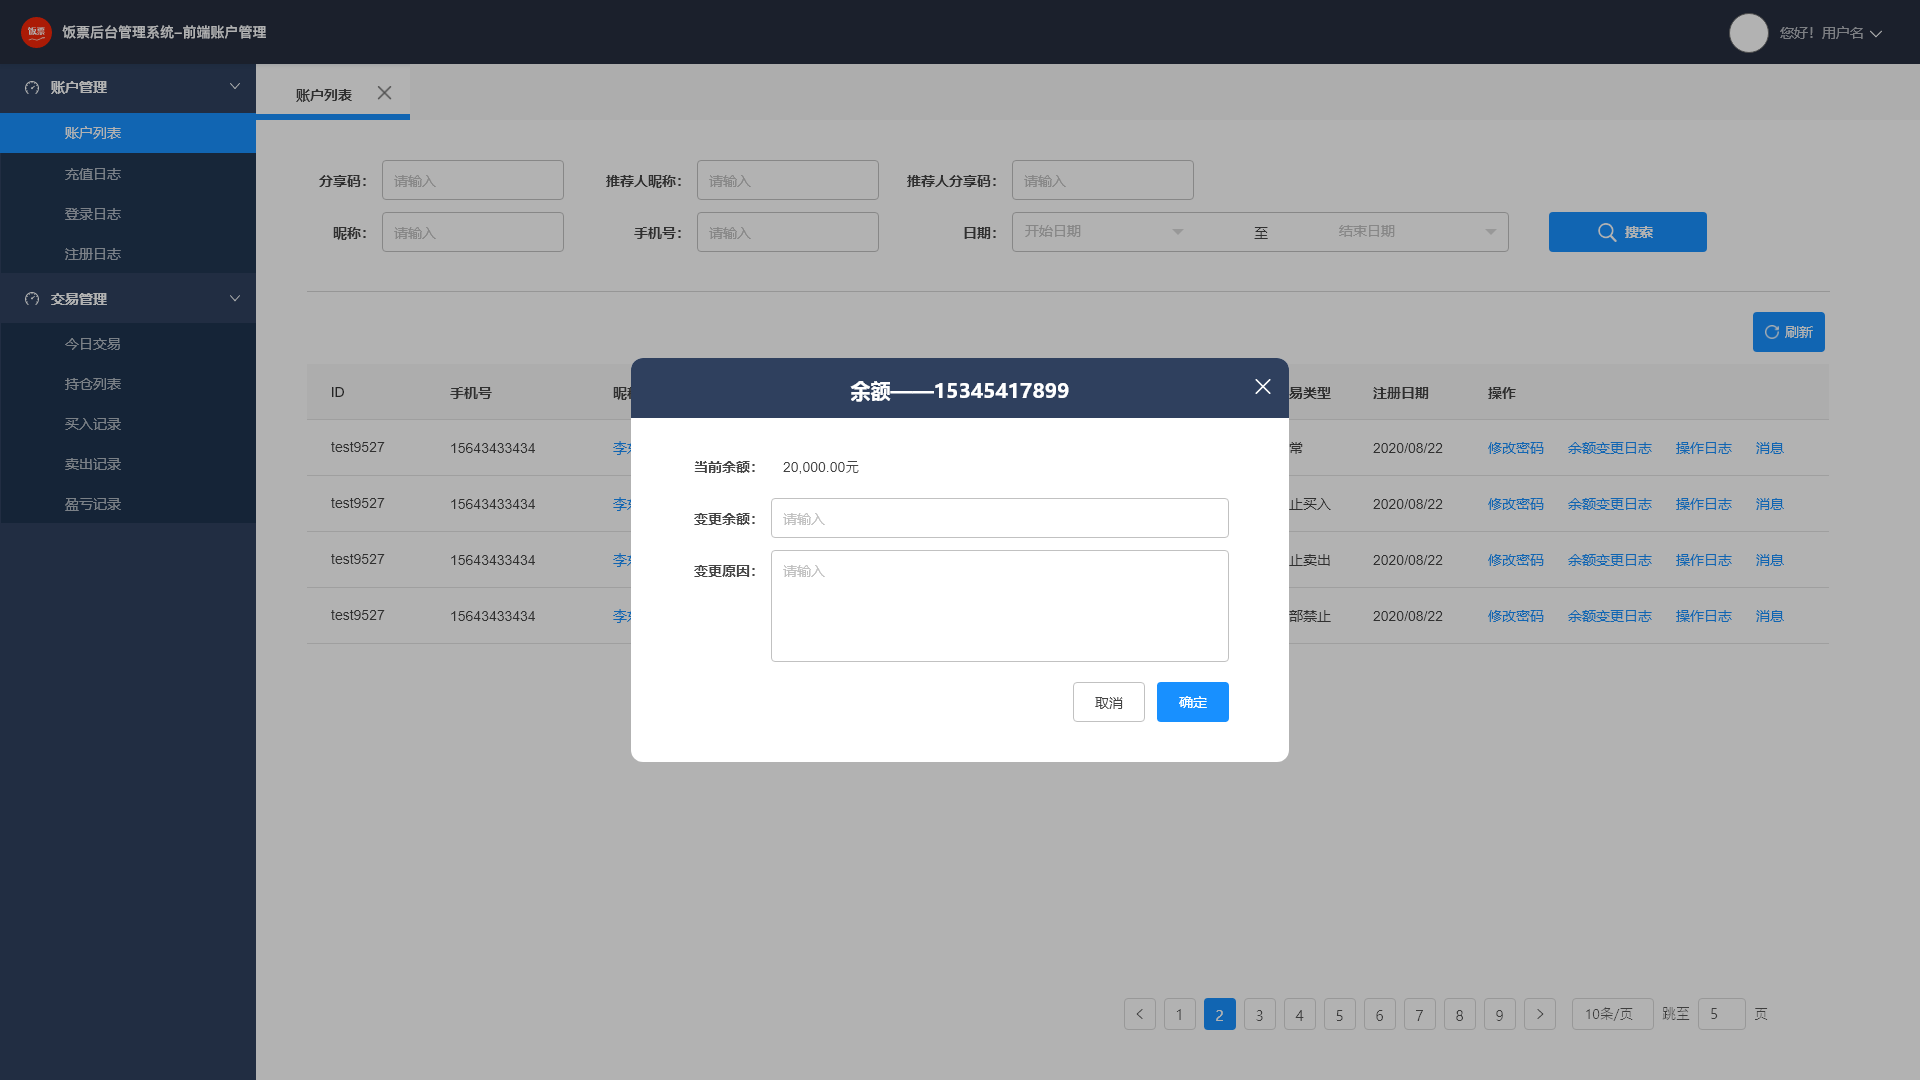 饭票
饭票后台管理系统-前端账户管理
您好！用户名
账户管理
账户列表
充值日志
登录日志
注册日志
交易管理
今日交易
持仓列表
买入记录
卖出记录
盈亏记录
账户列表
分享码： 请输入 推荐人昵称： 请输入 推荐人分享码： 请输入
昵称： 请输入 手机号： 请输入 日期： 开始日期 至 结束日期 搜索
刷新
ID 手机号 易类型 注册日期 操作
test9527 15643433434 李 常 2020/08/22 修改密码 余额变更日志 操作日志 消息
test9527 15643433434 李 止买入 2020/08/22 修改密码 余额变更日志 操作日志 消息
test9527 15643433434 李 止卖出 2020/08/22 修改密码 余额变更日志 操作日志 消息
test9527 15643433434 李 部禁止 2020/08/22 修改密码 余额变更日志 操作日志 消息
余额——15345417899
当前余额： 20,000.00元
变更余额： 请输入
变更原因： 请输入
取消 确定
1 2 3 4 5 6 7 8 9 10条/页 跳至 5 页